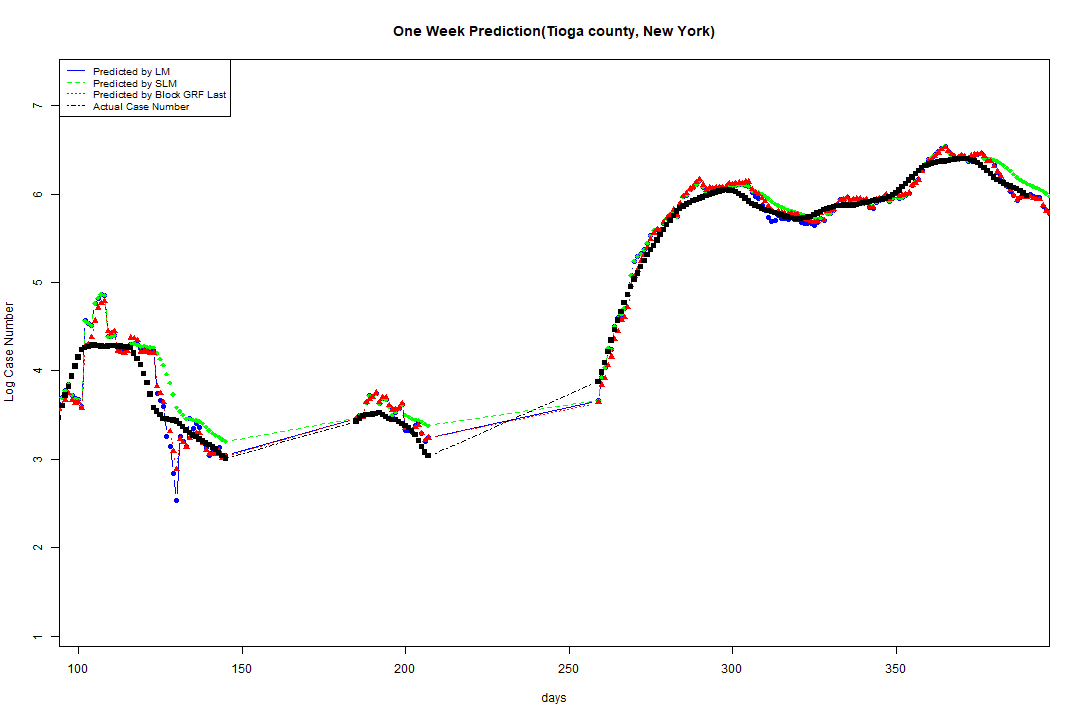 One Week Prediction(Tioga county, New York)
Predicted by LM
Predicted by SLM
Predicted by Block GRF Last
Actual Case Number
7
6
5
4
3
2
1
Log Case Number
100 150 200 250 300 350
days